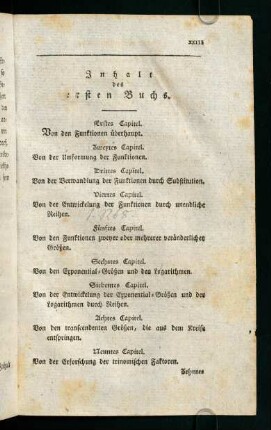 XXIII
Inhalt
des
ersten Buchs.
Erstes Capitel.
Von den Funktionen überhaupt.
Zweytes Capitel.
Von der Umformung der Funktionen.
Drittes Capitel.
Von der Verwandlung der Funktionen durch Substitution.
Viertes Capitel.
Von der Entwickelung der Funktionen durch unendliche
Reihen.
Fünftes Capitel.
Von den Funktionen zweyer oder mehrerer veränderlicher
Größen.
Sechstes Capitel.
Von den Exponential-Größen und den Logarithmen.
Siebentes Capitel.
Von der Entwicklung der Exponential-Größen und der
Logarithmen durch Reihen.
Achtes Capitel.
Von den transcendenten Größen, die aus dem Kreise
entspringen.
Neuntes Capitel.
Von der Erforschung der trinomischen Faktoren.
Zehntes